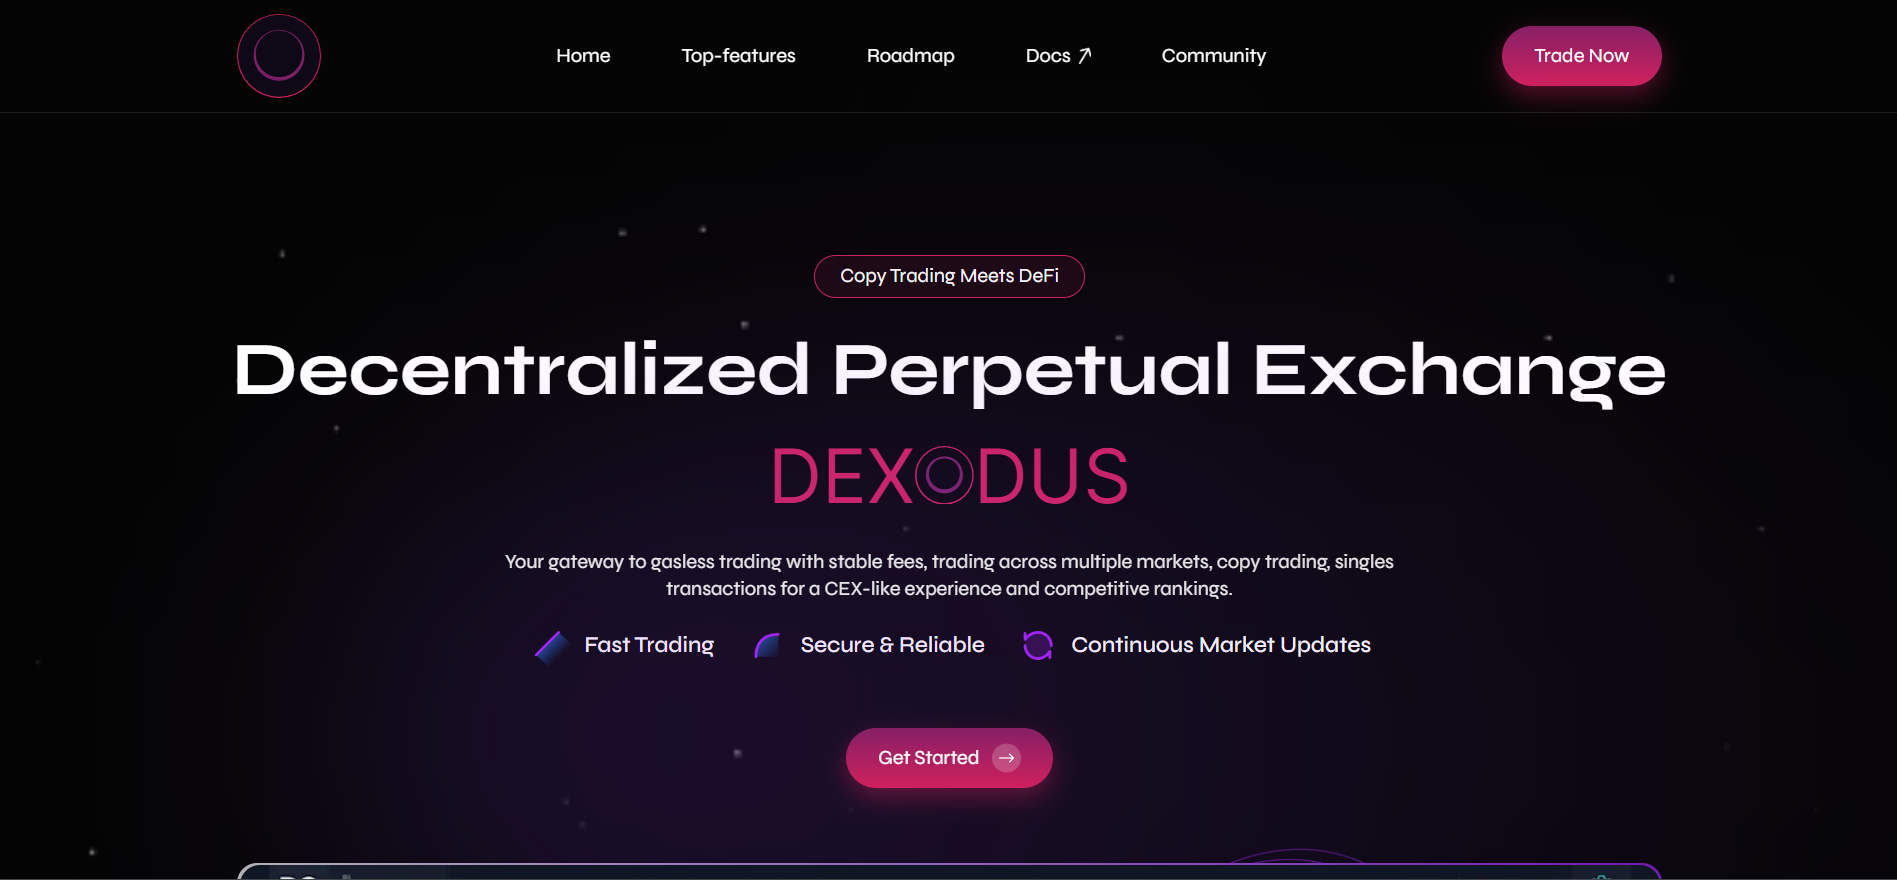 Home Top-features Roadmap Docs Community Trade Now
Copy Trading Meets DeFi
Decentralized Perpetual Exchange
DEXODUS
Your gateway to gasless trading with stable fees, trading across multiple markets, copy trading, singles
transactions for a CEX-like experience and competitive rankings.
Fast Trading Secure & Reliable Continuous Market Updates
Get Started